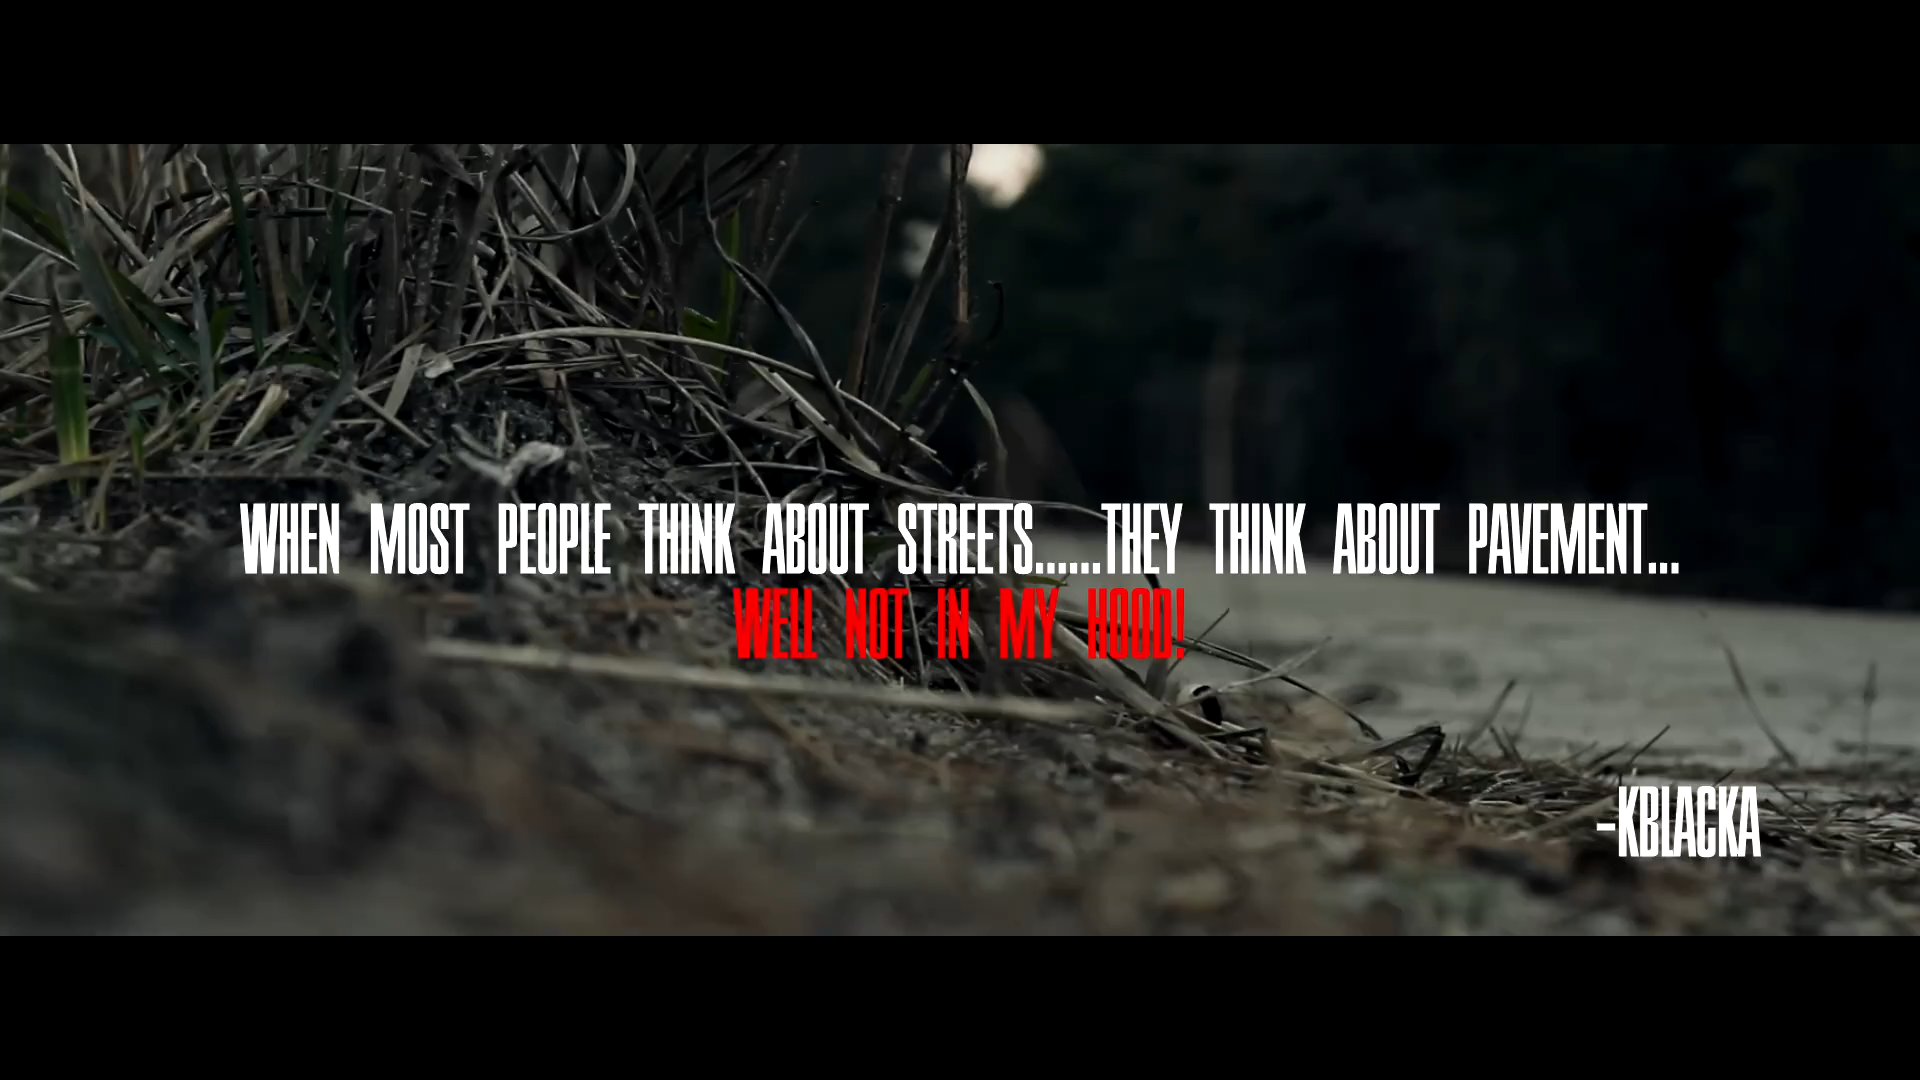 WHEN MOST PEOPLE THINK ABOUT STREETS......THEY THINK ABOUT PAVEMENT...
WELL NOT IN MY HOOD!
-KBLACKA